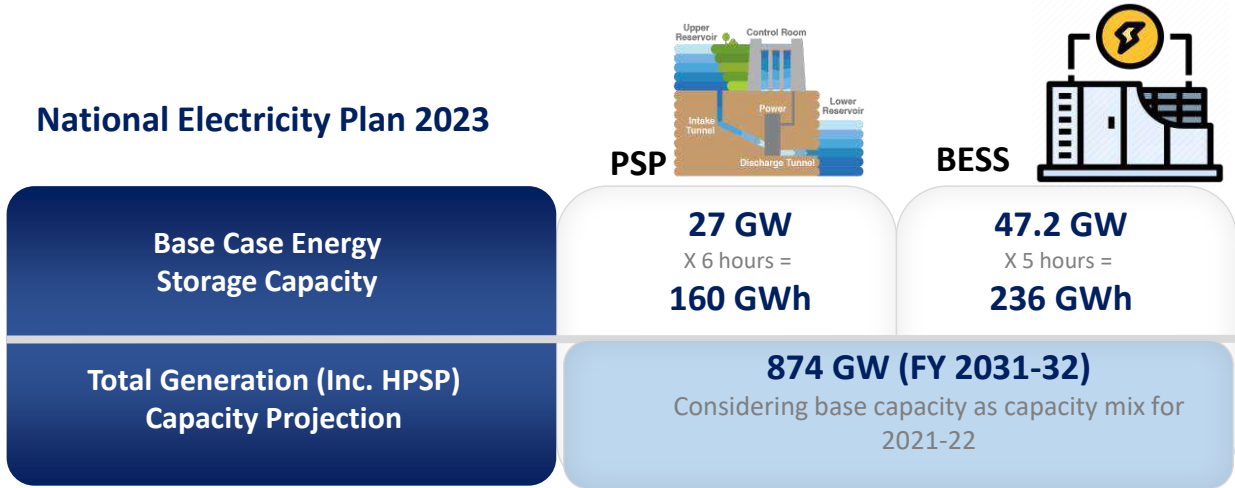 National Electricity Plan 2023
Upper
Reservoir
Control Room
Lower
Reservoir
Power
Intake
Tunnel
Discharge Tunnel
PSP
BESS
Base Case Energy
Storage Capacity
27 GW
X 6 hours =
160 GWh
47.2 GW
X 5 hours =
236 GWh
Total Generation (Inc. HPSP)
Capacity Projection
874 GW (FY 2031-32)
Considering base capacity as capacity mix for
2021-22